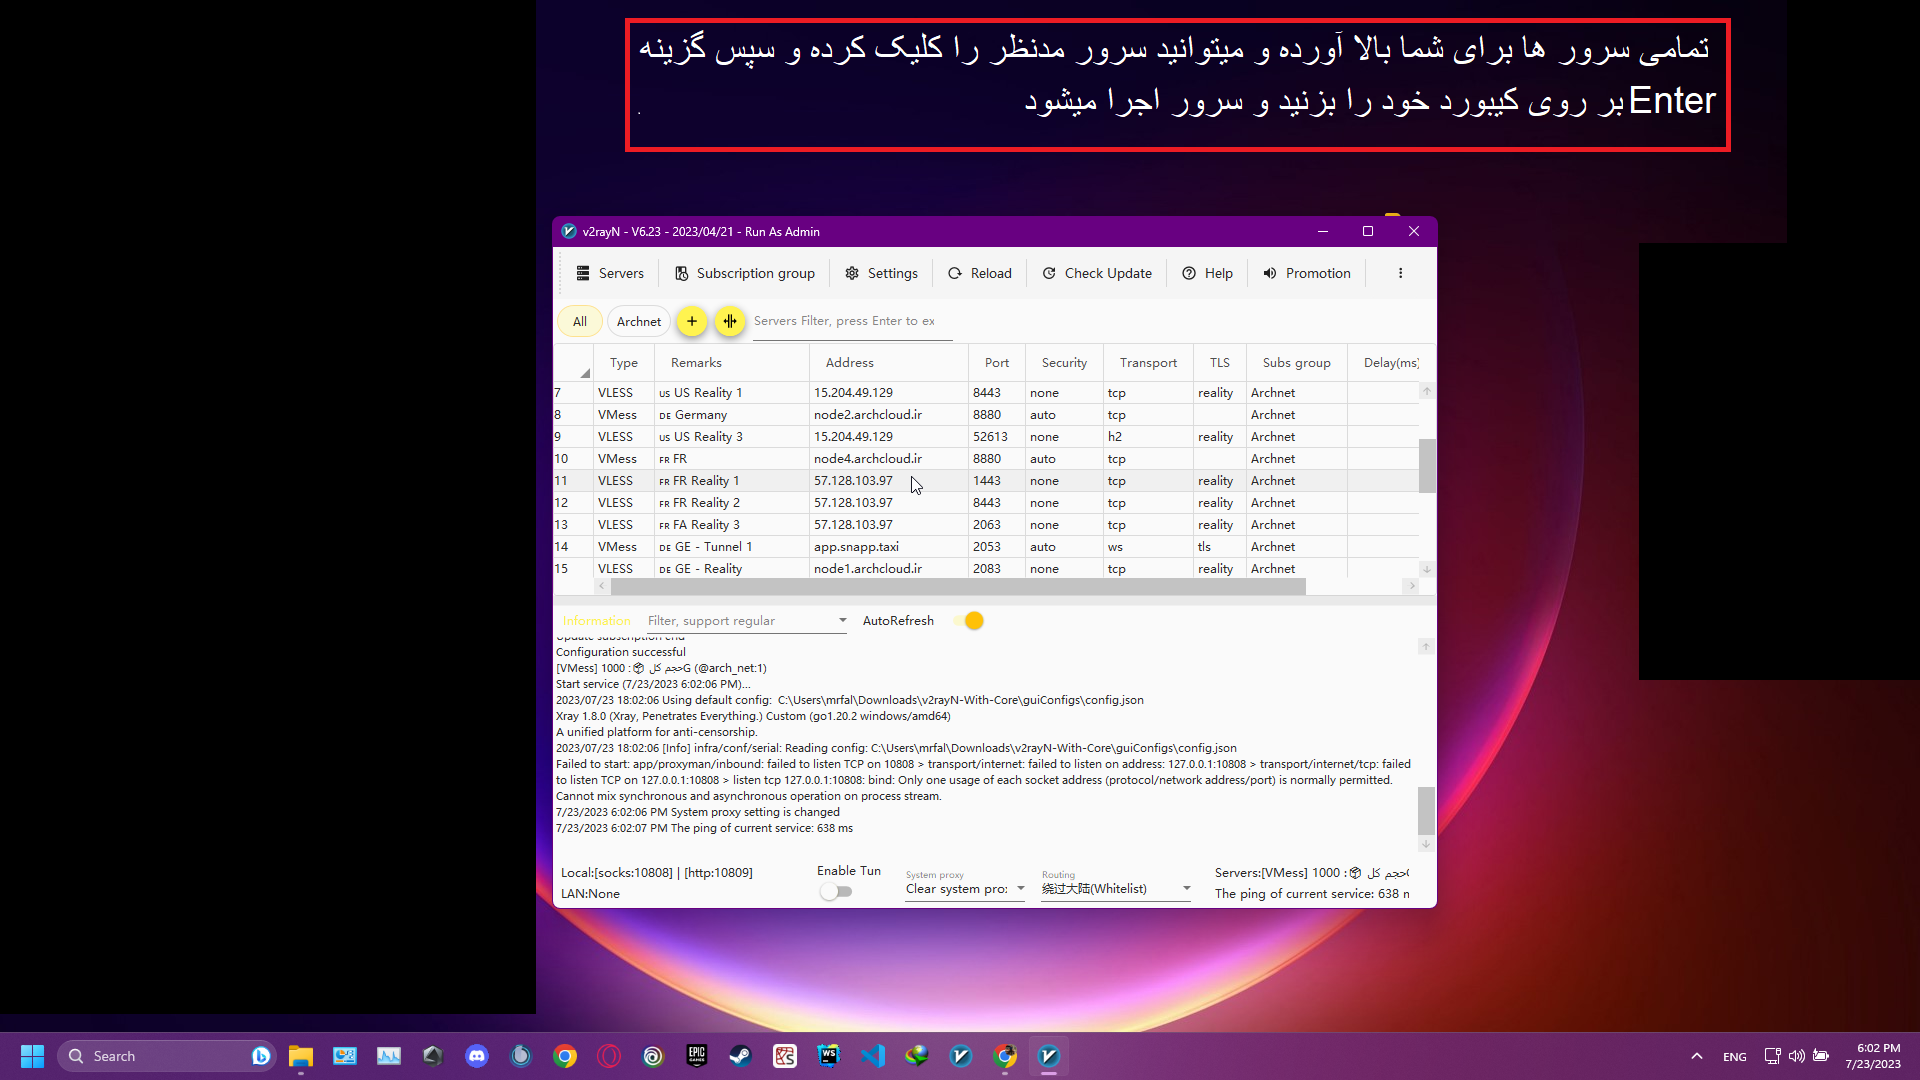 تمامی سرور ها برای شما بالا آورده و میتوانید سرور مدنظر را کلیک کرده و سپس گزینه
Enter بر روی کیبورد خود را بزنید و سرور اجرا میشود
.
v2rayN - V6.23 - 2023/04/21 - Run As Admin
Servers Subscription group Settings Reload Check Update Help Promotion
All Archnet Servers Filter, press Enter to ex
Type Remarks Address Port Security Transport TLS Subs group Delay(ms)
7 VLESS us US Reality 1 15.204.49.129 8443 none tcp reality Archnet
8 VMess DE Germany node2.archcloud.ir 8880 auto tcp Archnet
9 VLESS us US Reality 3 15.204.49.129 52613 none h2 reality Archnet
10 VMess FR FR node4.archcloud.ir 8880 auto tcp Archnet
11 VLESS FR FR Reality 1 57.128.103.97 1443 none tcp reality Archnet
12 VLESS FR FR Reality 2 57.128.103.97 8443 none tcp reality Archnet
13 VLESS FR FA Reality 3 57.128.103.97 2063 none tcp reality Archnet
14 VMess DE GE - Tunnel 1 app.snapp.taxi 2053 auto ws tls Archnet
15 VLESS DE GE - Reality node1.archcloud.ir 2083 none tcp reality Archnet
Information Filter, support regular AutoRefresh
Update subscription end
Configuration successful
[VMess] 1000 : 📦 حجم کلG (@arch_net:1)
Start service (7/23/2023 6:02:06 PM)...
2023/07/23 18:02:06 Using default config: C:\Users\mrfal\Downloads\v2rayN-With-Core\guiConfigs\config.json
Xray 1.8.0 (Xray, Penetrates Everything.) Custom (go1.20.2 windows/amd64)
A unified platform for anti-censorship.
2023/07/23 18:02:06 [Info] infra/conf/serial: Reading config: C:\Users\mrfal\Downloads\v2rayN-With-Core\guiConfigs\config.json
Failed to start: app/proxyman/inbound: failed to listen TCP on 10808 > transport/internet: failed to listen on address: 127.0.0.1:10808 > transport/internet/tcp: failed
to listen TCP on 127.0.0.1:10808 > listen tcp 127.0.0.1:10808: bind: Only one usage of each socket address (protocol/network address/port) is normally permitted.
Cannot mix synchronous and asynchronous operation on process stream.
7/23/2023 6:02:06 PM System proxy setting is changed
7/23/2023 6:02:07 PM The ping of current service: 638 ms
Local:[socks:10808] | [http:10809] Enable Tun System proxy Routing Servers:[VMess] 1000 : 📦 حجم کل
LAN:None Clear system pro: 绕过大陆(Whitelist) The ping of current service: 638 m
Search ENG 6:02 PM
7/23/2023